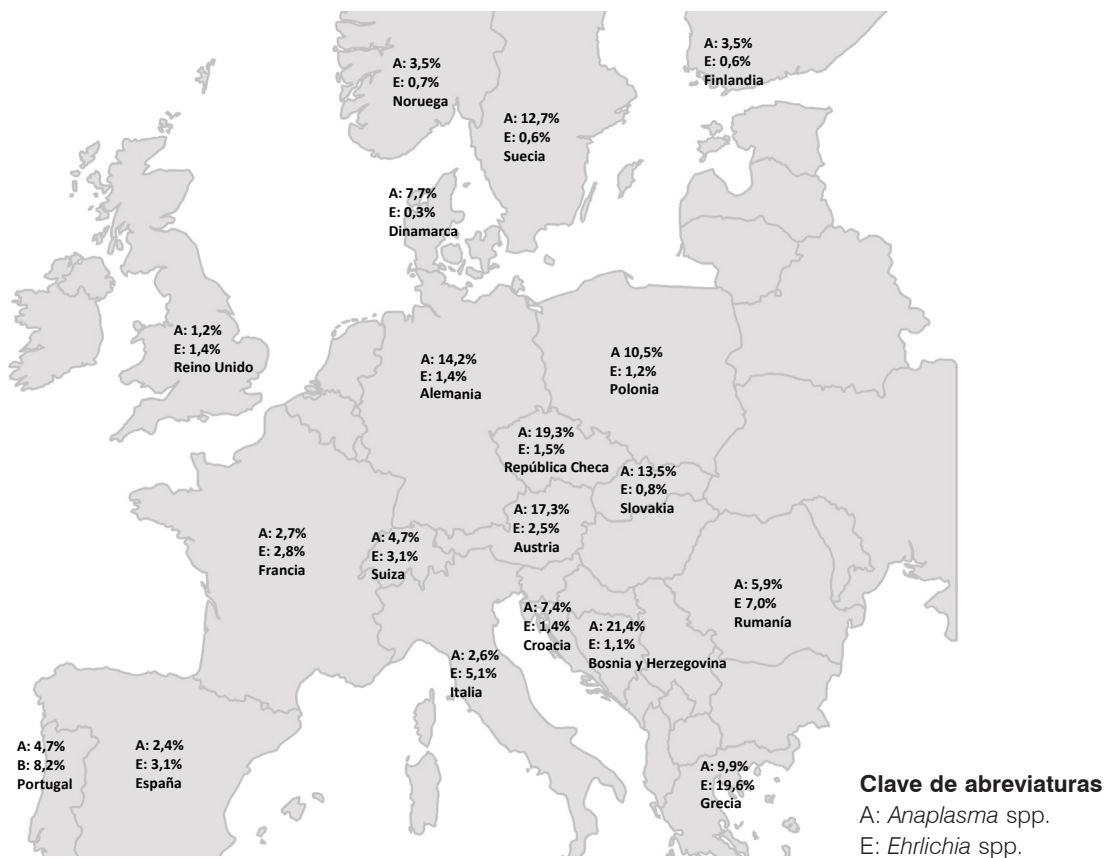 A: 3,5%
E: 0,7%
Noruega
A: 3,5%
E: 0,6%
Finlandia
A: 12,7%
E: 0,6%
Suecia
A: 7,7%
E: 0,3%
Dinamarca
A: 1,2%
E: 1,4%
Reino Unido
A: 14,2%
E: 1,4%
Alemania
A 10,5%
E: 1,2%
Polonia
A: 19,3%
E: 1,5%
República Checa
A: 13,5%
E: 0,8%
Slovakia
A: 17,3%
E: 2,5%
Austria
A: 2,7%
E: 2,8%
Francia
A: 4,7%
E: 3,1%
Suiza
A: 5,9%
E 7,0%
Rumanía
A: 7,4%
E: 1,4%
Croacia
A: 21,4%
E: 1,1%
Bosnia y Herzegovina
A: 2,6%
E: 5,1%
Italia
A: 4,7%
B: 8,2%
Portugal
A: 2,4%
E: 3,1%
España
A: 9,9%
E: 19,6%
Grecia
Clave de abreviaturas
A: Anaplasma spp.
E: Ehrlichia spp.